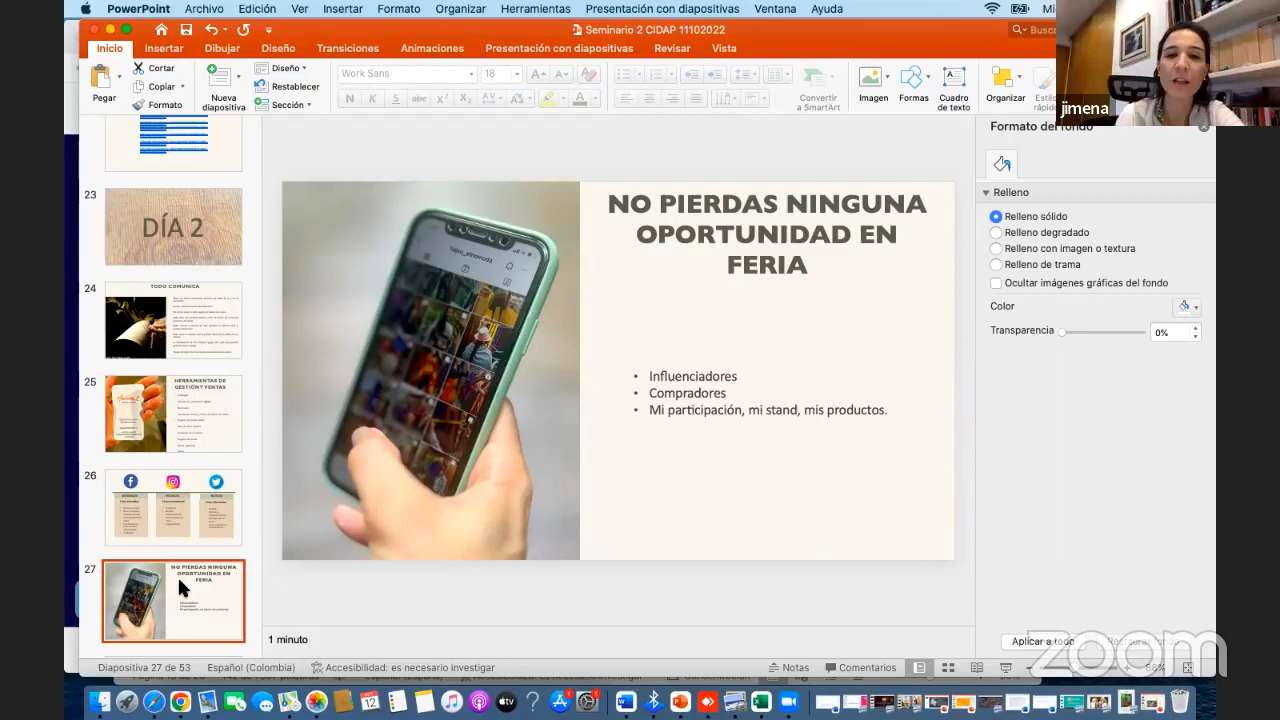 PowerPoint Archivo Edición Ver Insertar Formato Organizar Herramientas Presentación con diapositivas Ventana Ayuda
Seminario 2 CIDAP 11102022
Inicio Insertar Dibujar Diseño Transiciones Animaciones Presentación con diapositivas Revisar Vista
Pegar
Cortar
Copiar
Formato
Nueva diapositiva
Diseño
Restablecer
Sección
Work Sans 18
Convertir a SmartArt
Imagen
Formas
Cuadro de texto
Organizar
jimena
23
DÍA 2
24
TODO COMUNICA
25
HERRAMIENTAS DE
GESTIÓN Y VENTAS
26
27
NO PIERDAS NINGUNA
OPORTUNIDAD EN
FERIA
NO PIERDAS NINGUNA
OPORTUNIDAD EN
FERIA
• Influenciadores
• Compradores
• Mi participación, mi stand, mis productos.
1 minuto
Formato del fondo
Relleno
Relleno sólido
Relleno degradado
Relleno con imagen o textura
Relleno de trama
Ocultar imágenes gráficas del fondo
Color
Transparencia 0%
Aplicar a todo
zoom
Diapositiva 27 de 53 Español (Colombia) Accesibilidad: es necesario investigar Notas Comentarios